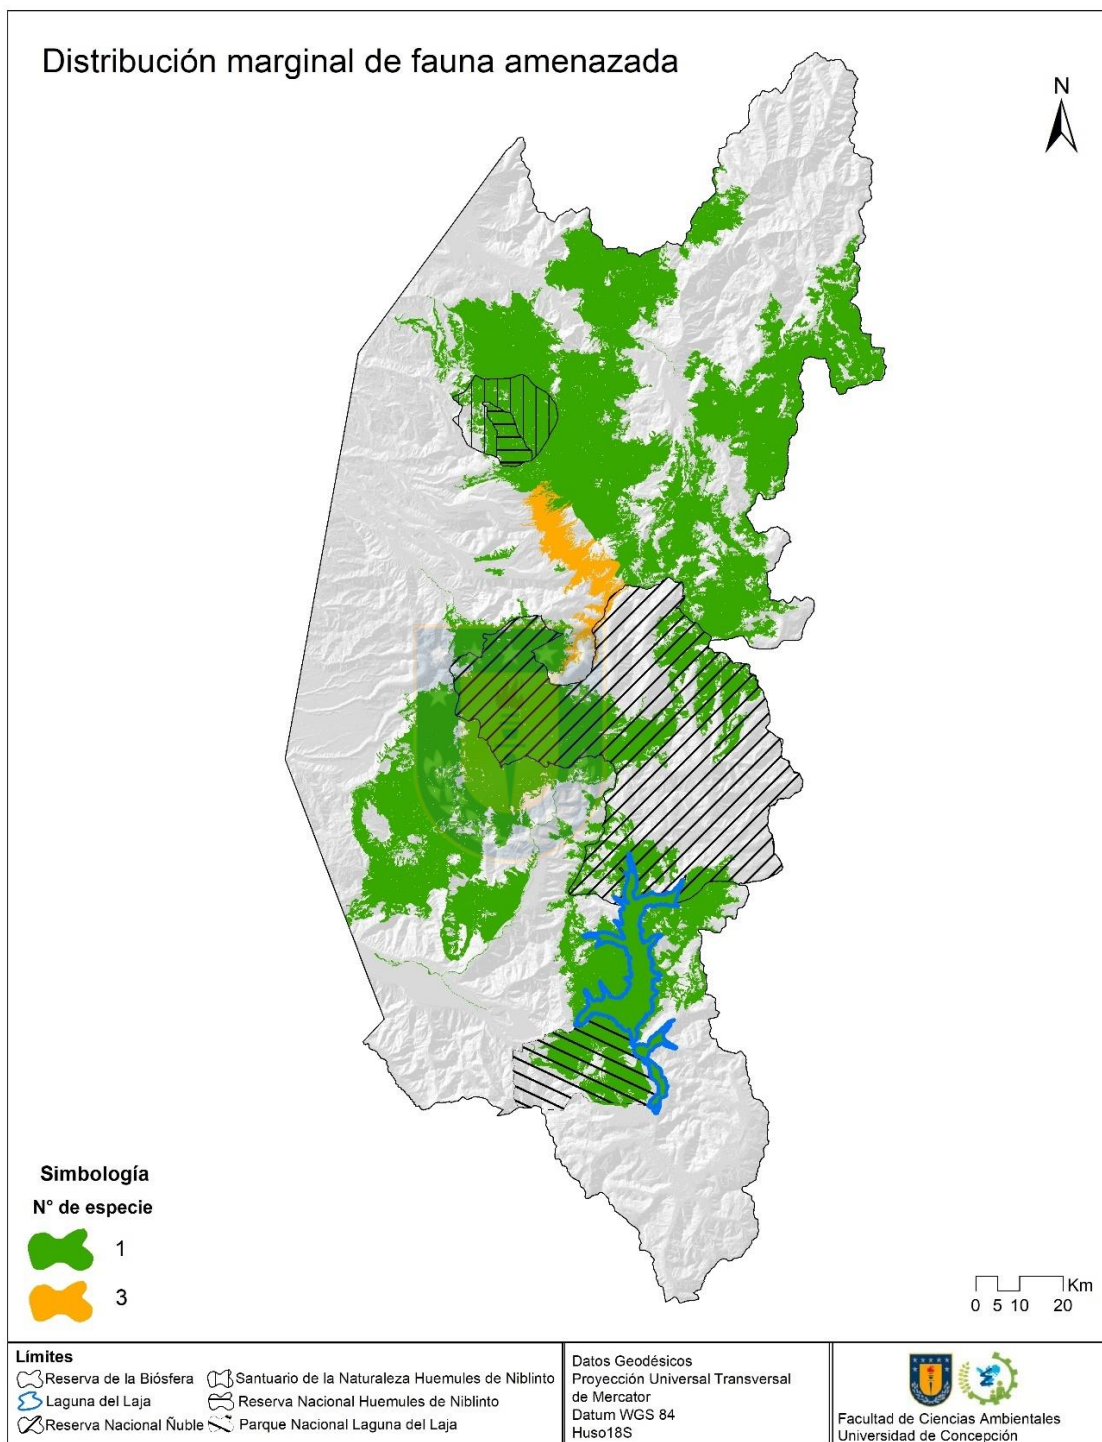 Distribución marginal de fauna amenazada
N
Simbología
N° de especie
1
3
Km
0 5 10 20
Límites
Reserva de la Biósfera
Santuario de la Naturaleza Huemules de Niblinto
Laguna del Laja
Reserva Nacional Huemules de Niblinto
Reserva Nacional Ñuble
Parque Nacional Laguna del Laja
Datos Geodésicos
Proyección Universal Transversal
de Mercator
Datum WGS 84
Huso18S
Facultad de Ciencias Ambientales
Universidad de Concepción